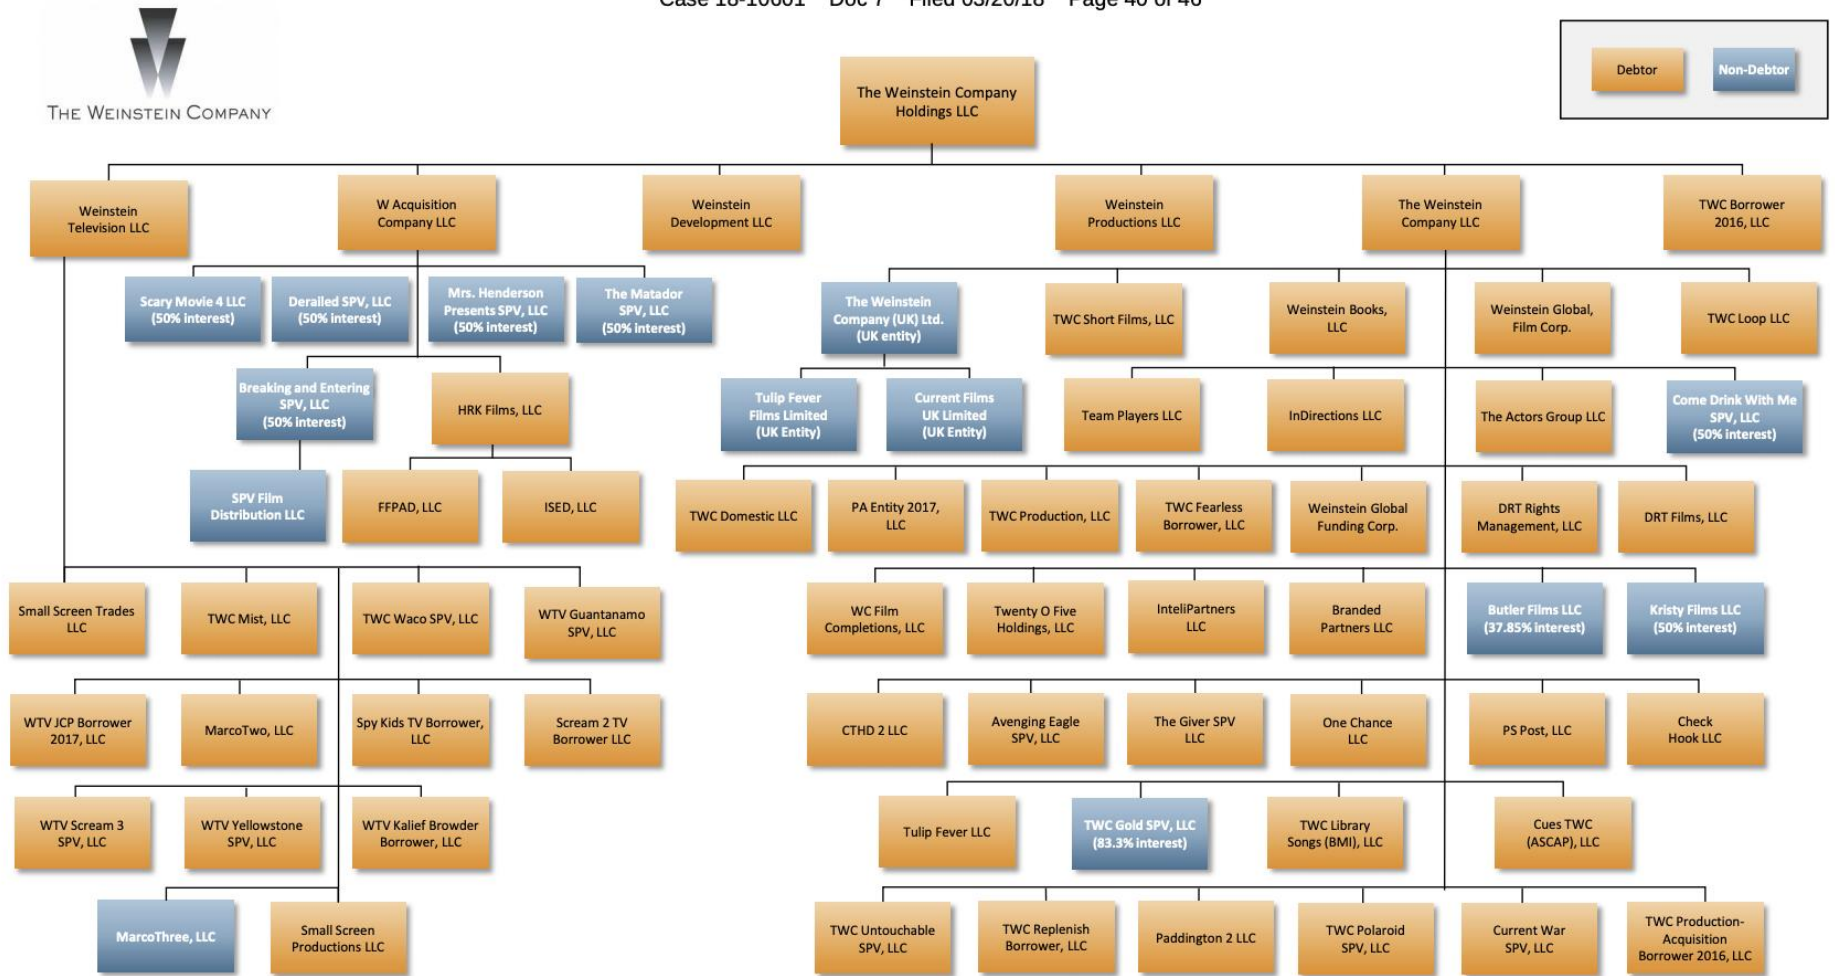 Case 18-10601 Doc 7 Filed 03/20/18 Page 40 of 46
THE WEINSTEIN COMPANY
Debtor
Non-Debtor
The Weinstein Company
Holdings LLC
Weinstein
Television LLC
W Acquisition
Company LLC
Weinstein
Development LLC
Weinstein
Productions LLC
The Weinstein
Company LLC
TWC Borrower
2016, LLC
Scary Movie 4 LLC
(50% interest)
Derailed SPV, LLC
(50% interest)
Mrs. Henderson
Presents SPV, LLC
(50% interest)
The Matador
SPV, LLC
(50% interest)
The Weinstein
Company (UK) Ltd.
(UK entity)
TWC Short Films, LLC
Weinstein Books,
LLC
Weinstein Global,
Film Corp.
TWC Loop LLC
Breaking and Entering
SPV, LLC
(50% interest)
HRK Films, LLC
Tulip Fever
Films Limited
(UK Entity)
Current Films
UK Limited
(UK Entity)
Team Players LLC
InDirections LLC
The Actors Group LLC
Come Drink With Me
SPV, LLC
(50% interest)
SPV Film
Distribution LLC
FFPAD, LLC
ISED, LLC
TWC Domestic LLC
PA Entity 2017,
LLC
TWC Production, LLC
TWC Fearless
Borrower, LLC
Weinstein Global
Funding Corp.
DRT Rights
Management, LLC
DRT Films, LLC
Small Screen Trades
LLC
TWC Mist, LLC
TWC Waco SPV, LLC
WTV Guantanamo
SPV, LLC
WC Film
Completions, LLC
Twenty O Five
Holdings, LLC
InteliPartners
LLC
Branded
Partners LLC
Butler Films LLC
(37.85% interest)
Kristy Films LLC
(50% interest)
WTV JCP Borrower
2017, LLC
MarcoTwo, LLC
Spy Kids TV Borrower,
LLC
Scream 2 TV
Borrower LLC
CTHD 2 LLC
Avenging Eagle
SPV, LLC
The Giver SPV
LLC
One Chance
LLC
PS Post, LLC
Check
Hook LLC
WTV Scream 3
SPV, LLC
WTV Yellowstone
SPV, LLC
WTV Kalief Browder
Borrower, LLC
Tulip Fever LLC
TWC Gold SPV, LLC
(83.3% interest)
TWC Library
Songs (BMI), LLC
Cues TWC
(ASCAP), LLC
MarcoThree, LLC
Small Screen
Productions LLC
TWC Untouchable
SPV, LLC
TWC Replenish
Borrower, LLC
Paddington 2 LLC
TWC Polaroid
SPV, LLC
Current War
SPV, LLC
TWC Production-
Acquisition
Borrower 2016, LLC